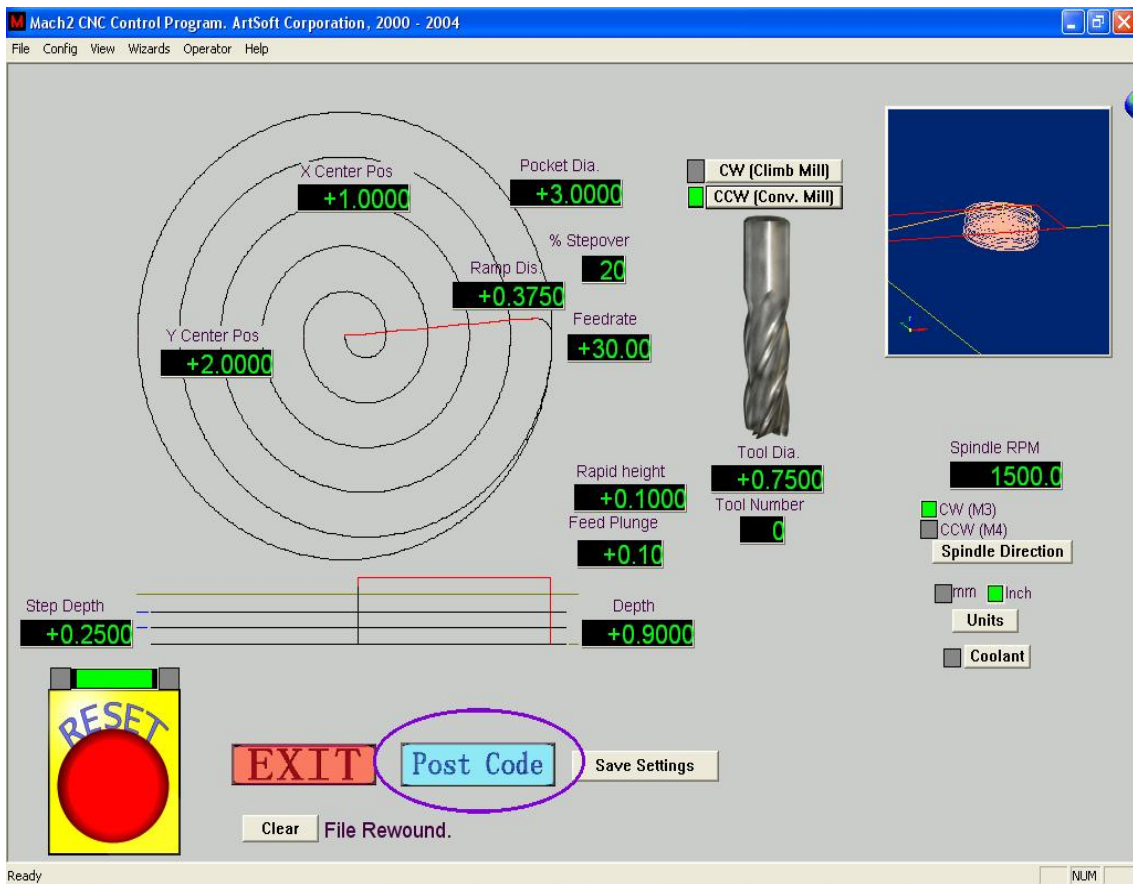 Mach2 CNC Control Program. ArtSoft Corporation, 2000 - 2004
File Config View Wizards Operator Help
X Center Pos
+1.0000
Pocket Dia.
+3.0000
CW (Climb Mill)
CCW (Conv. Mill)
% Stepover
20
Ramp Dis.
+0.3750
Feedrate
+30.00
Y Center Pos
+2.0000
Tool Dia.
+0.7500
Spindle RPM
1500.0
Rapid height
+0.1000
Tool Number
0
Feed Plunge
+0.10
CW (M3)
CCW (M4)
Spindle Direction
mm Inch
Units
Coolant
Step Depth
+0.2500
Depth
+0.9000
RESET
EXIT
Post Code
Save Settings
Clear File Rewound.
Ready NUM